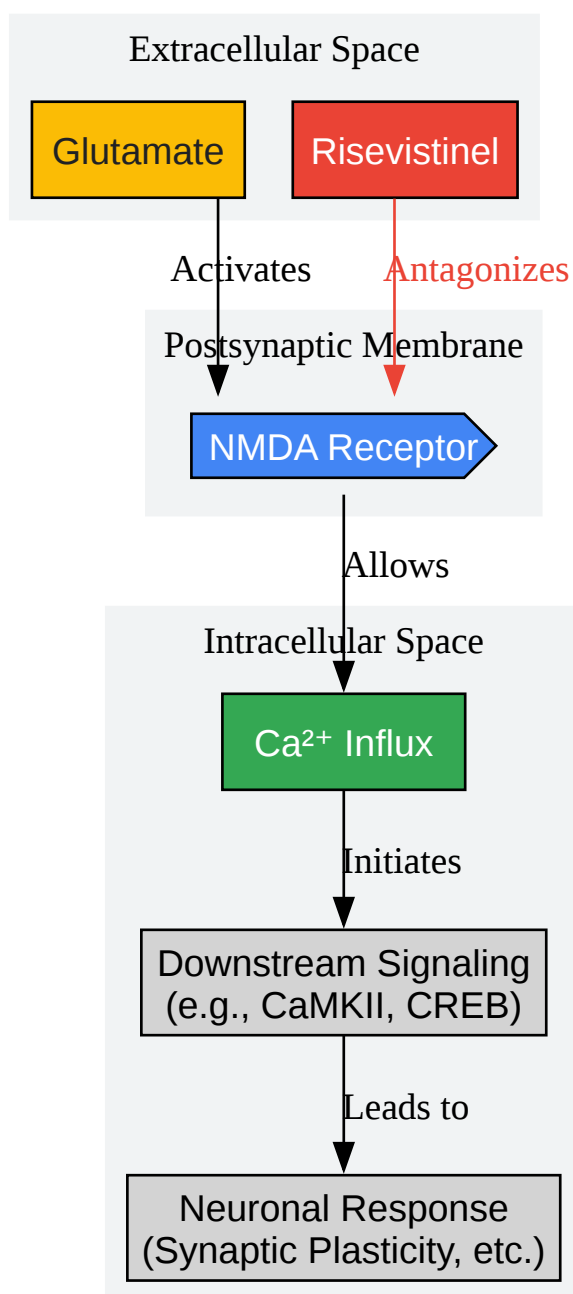 Extracellular Space
Glutamate
Risevistinel
Activates
Antagonizes
Postsynaptic Membrane
NMDA Receptor
Allows
Intracellular Space
Ca²⁺ Influx
Initiates
Downstream Signaling
(e.g., CaMKII, CREB)
Leads to
Neuronal Response
(Synaptic Plasticity, etc.)